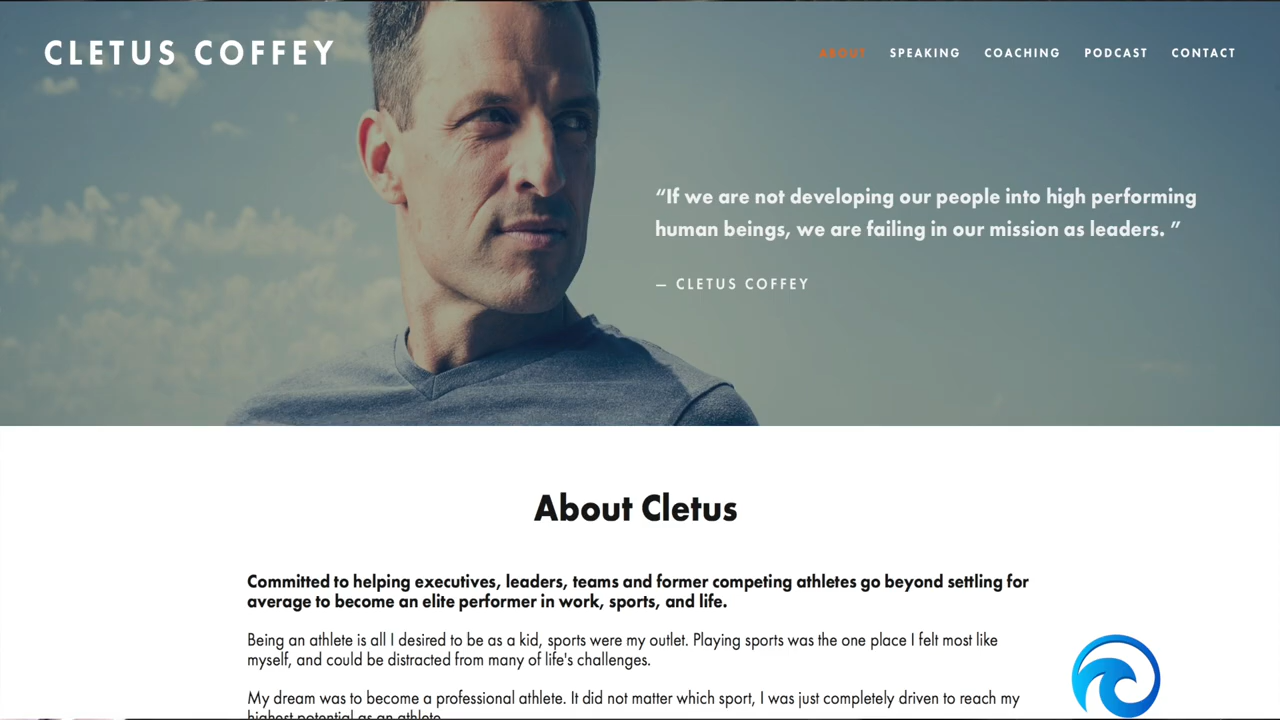 CLETUS COFFEY
ABOUT SPEAKING COACHING PODCAST CONTACT
“If we are not developing our people into high performing
human beings, we are failing in our mission as leaders. ”
— CLETUS COFFEY
About Cletus
Committed to helping executives, leaders, teams and former competing athletes go beyond settling for
average to become an elite performer in work, sports, and life.
Being an athlete is all I desired to be as a kid, sports were my outlet. Playing sports was the one place I felt most like
myself, and could be distracted from many of life's challenges.
My dream was to become a professional athlete. It did not matter which sport, I was just completely driven to reach my
highest potential as an athlete